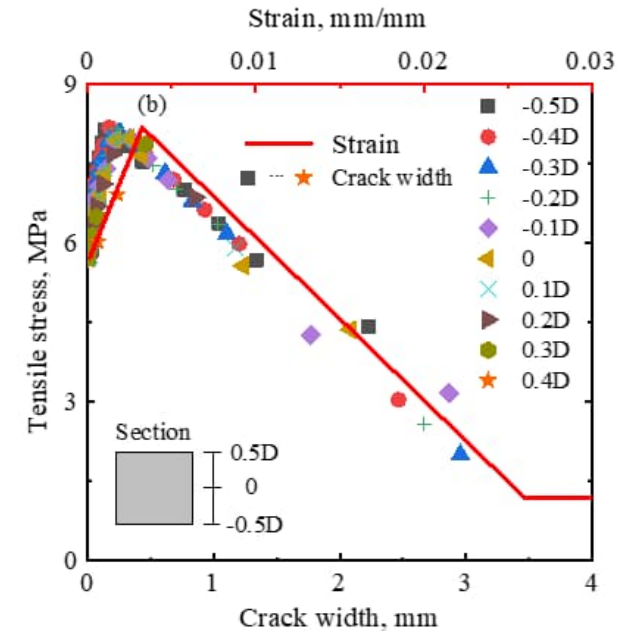 Strain, mm/mm
0 0.01 0.02 0.03
(b)
Strain
Crack width
-0.5D
-0.4D
-0.3D
-0.2D
-0.1D
0
0.1D
0.2D
0.3D
0.4D
9
6
3
0
Tensile stress, MPa
Section
0.5D
0
-0.5D
0 1 2 3 4
Crack width, mm